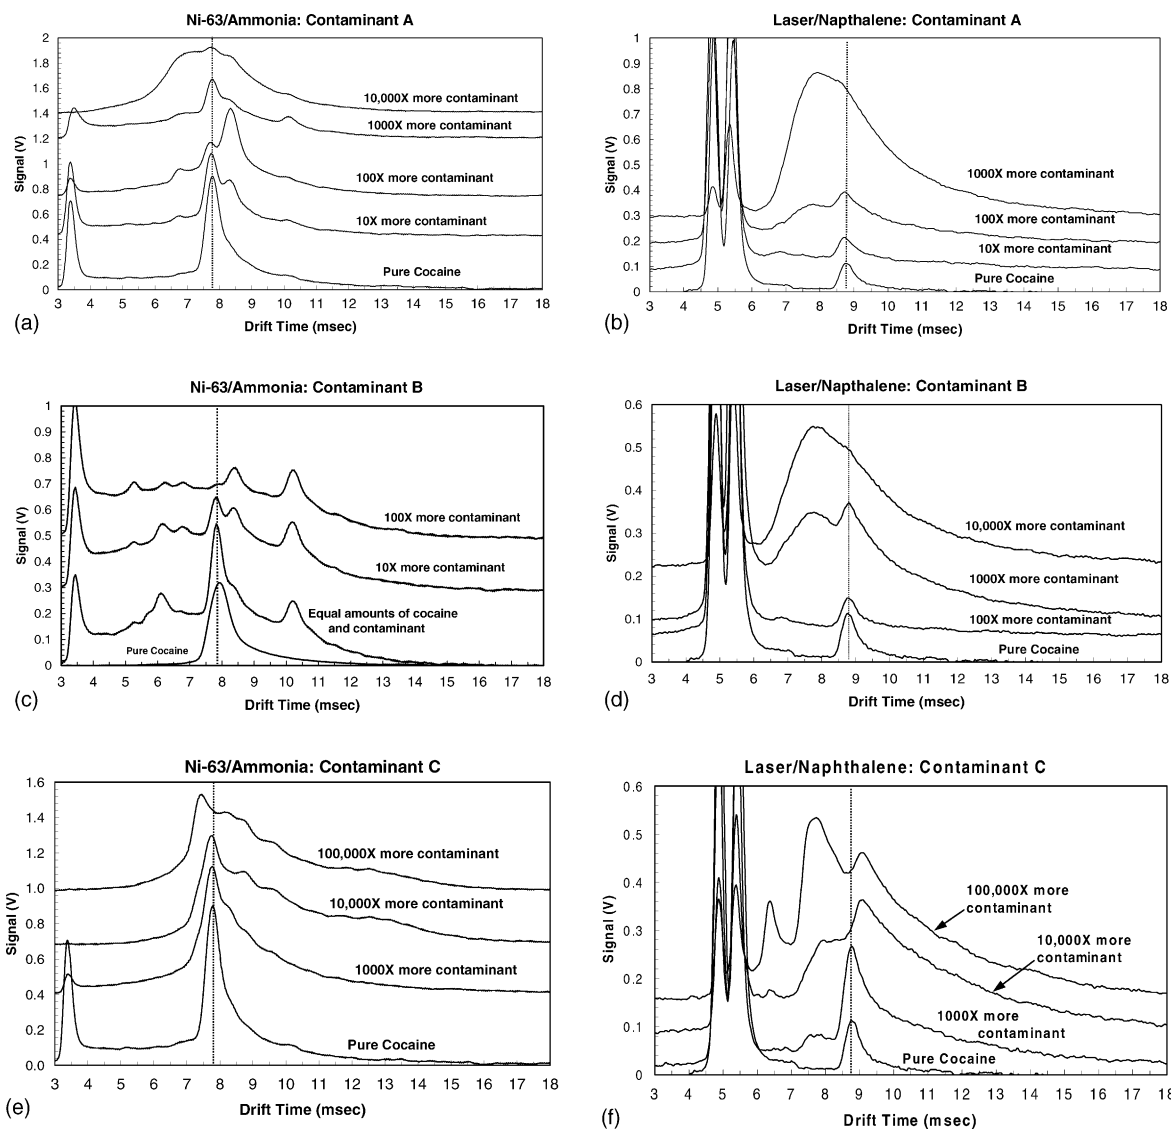 Ni-63/Ammonia: Contaminant A
Signal (V)
2
1.8
1.6
1.4
1.2
1
0.8
0.6
0.4
0.2
0
10,000X more contaminant
1000X more contaminant
100X more contaminant
10X more contaminant
Pure Cocaine
3 4 5 6 7 8 9 10 11 12 13 14 15 16 17 18
Drift Time (msec)
(a)
Laser/Napthalene: Contaminant A
Signal (V)
1
0.9
0.8
0.7
0.6
0.5
0.4
0.3
0.2
0.1
0
1000X more contaminant
100X more contaminant
10X more contaminant
Pure Cocaine
3 4 5 6 7 8 9 10 11 12 13 14 15 16 17 18
Drift Time (msec)
(b)
Ni-63/Ammonia: Contaminant B
Signal (V)
1
0.9
0.8
0.7
0.6
0.5
0.4
0.3
0.2
0.1
0
100X more contaminant
10X more contaminant
Equal amounts of cocaine
and contaminant
Pure Cocaine
3 4 5 6 7 8 9 10 11 12 13 14 15 16 17 18
Drift Time (msec)
(c)
Laser/Napthalene: Contaminant B
Signal (V)
0.6
0.5
0.4
0.3
0.2
0.1
0
10,000X more contaminant
1000X more contaminant
100X more contaminant
Pure Cocaine
3 4 5 6 7 8 9 10 11 12 13 14 15 16 17 18
Drift Time (msec)
(d)
Ni-63/Ammonia: Contaminant C
Signal (V)
1.6
1.4
1.2
1.0
0.8
0.6
0.4
0.2
0.0
100,000X more contaminant
10,000X more contaminant
1000X more contaminant
Pure Cocaine
3 4 5 6 7 8 9 10 11 12 13 14 15 16 17 18
Drift Time (msec)
(e)
Laser/Naphthalene: Contaminant C
Signal (V)
0.6
0.5
0.4
0.3
0.2
0.1
0
100,000X more
contaminant
10,000X more
contaminant
1000X more
contaminant
Pure Cocaine
3 4 5 6 7 8 9 10 11 12 13 14 15 16 17 18
Drift Time (msec)
(f)